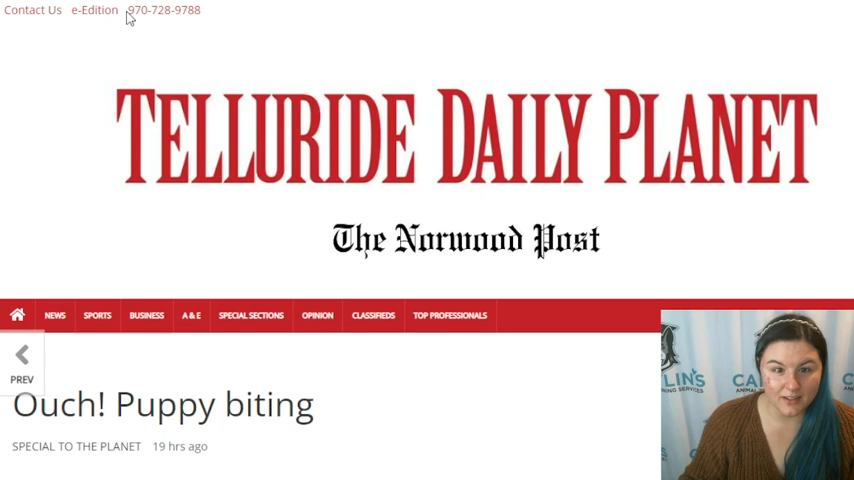 Contact Us e-Edition 970-728-9788
TELLURIDE DAILY PLANET
The Norwood Post
NEWS SPORTS BUSINESS A & E SPECIAL SECTIONS OPINION CLASSIFIEDS TOP PROFESSIONALS
PREV
Ouch! Puppy biting
SPECIAL TO THE PLANET 19 hrs ago